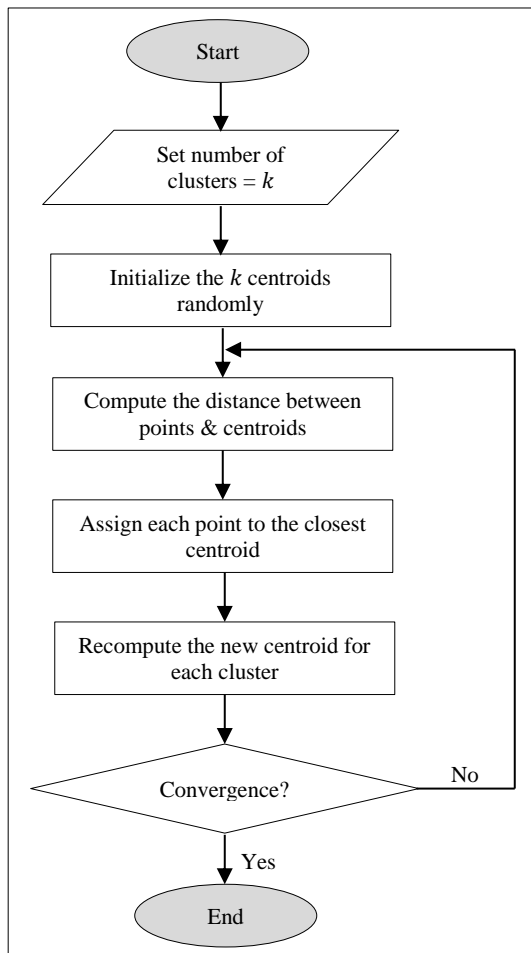 Start
Set number of
clusters = k
Initialize the k centroids
randomly
Compute the distance between
points & centroids
Assign each point to the closest
centroid
Recompute the new centroid for
each cluster
Convergence?
No
Yes
End